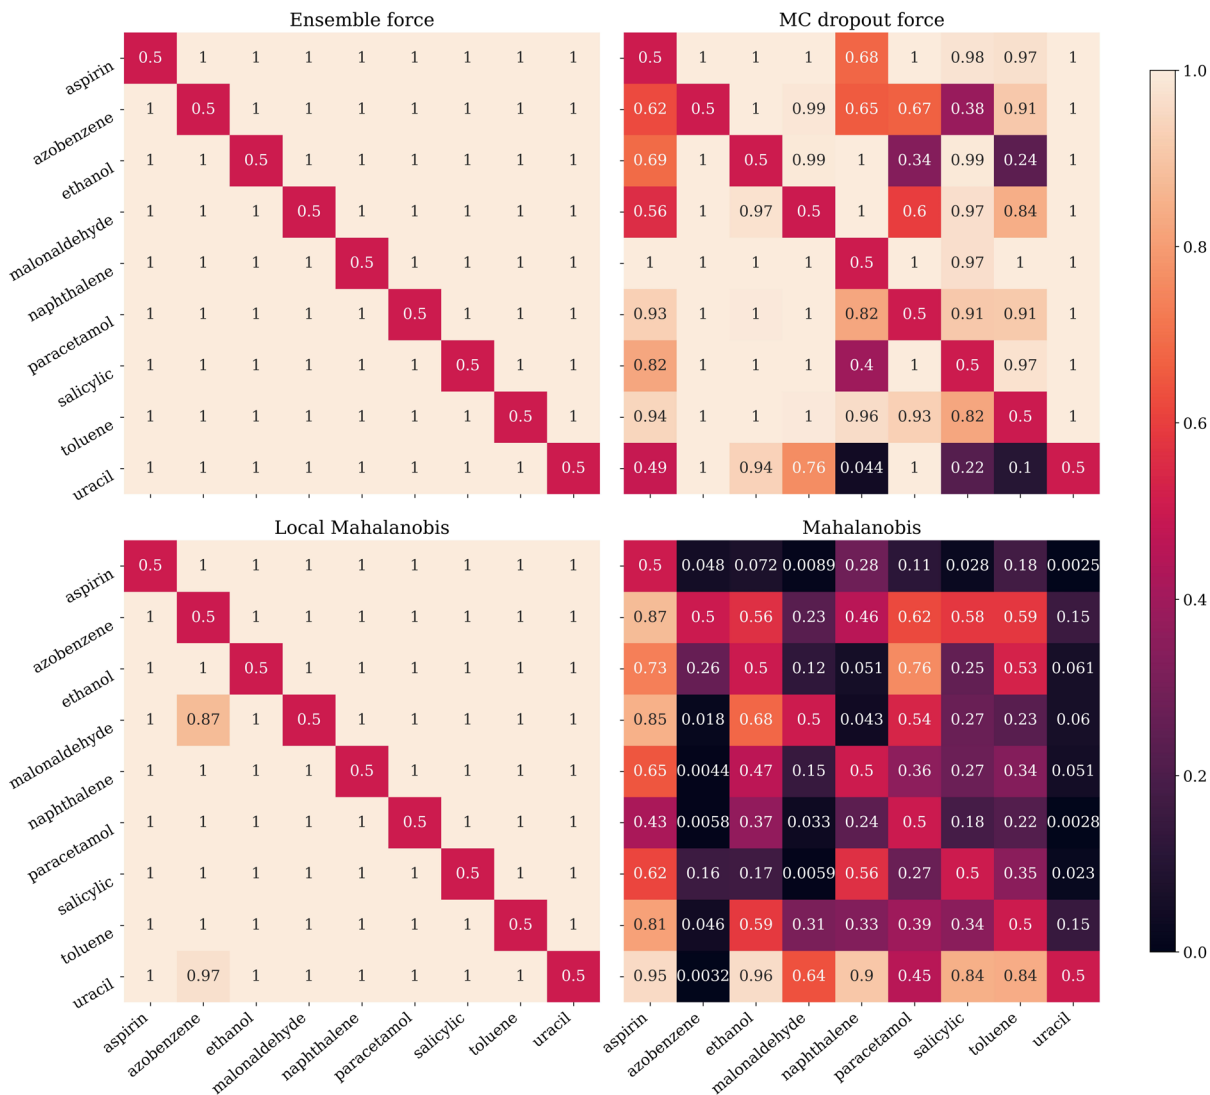 Ensemble force
MC dropout force
aspirin 0.5 1 1 1 1 1 1 1 1
0.5 1 1 1 0.68 1 0.98 0.97 1
azobenzene 1 0.5 1 1 1 1 1 1 1
0.62 0.5 1 0.99 0.65 0.67 0.38 0.91 1
ethanol 1 1 0.5 1 1 1 1 1 1
0.69 1 0.5 0.99 1 0.34 0.99 0.24 1
malonaldehyde 1 1 1 0.5 1 1 1 1 1
0.56 1 0.97 0.5 1 0.6 0.97 0.84 1
naphthalene 1 1 1 1 0.5 1 1 1 1
1 1 1 1 0.5 1 0.97 1 1
paracetamol 1 1 1 1 1 0.5 1 1 1
0.93 1 1 1 0.82 0.5 0.91 0.91 1
salicylic 1 1 1 1 1 1 0.5 1 1
0.82 1 1 1 0.4 1 0.5 0.97 1
toluene 1 1 1 1 1 1 1 0.5 1
0.94 1 1 1 0.96 0.93 0.82 0.5 1
uracil 1 1 1 1 1 1 1 1 0.5
0.49 1 0.94 0.76 0.044 1 0.22 0.1 0.5
Local Mahalanobis
Mahalanobis
aspirin 0.5 1 1 1 1 1 1 1 1
0.5 0.048 0.072 0.0089 0.28 0.11 0.028 0.18 0.0025
azobenzene 1 0.5 1 1 1 1 1 1 1
0.87 0.5 0.56 0.23 0.46 0.62 0.58 0.59 0.15
ethanol 1 1 0.5 1 1 1 1 1 1
0.73 0.26 0.5 0.12 0.051 0.76 0.25 0.53 0.061
malonaldehyde 1 0.87 1 0.5 1 1 1 1 1
0.85 0.018 0.68 0.5 0.043 0.54 0.27 0.23 0.06
naphthalene 1 1 1 1 0.5 1 1 1 1
0.65 0.0044 0.47 0.15 0.5 0.36 0.27 0.34 0.051
paracetamol 1 1 1 1 1 0.5 1 1 1
0.43 0.0058 0.37 0.033 0.24 0.5 0.18 0.22 0.0028
salicylic 1 1 1 1 1 1 0.5 1 1
0.62 0.16 0.17 0.0059 0.56 0.27 0.5 0.35 0.023
toluene 1 1 1 1 1 1 1 0.5 1
0.81 0.046 0.59 0.31 0.33 0.39 0.34 0.5 0.15
uracil 1 0.97 1 1 1 1 1 1 0.5
0.95 0.0032 0.96 0.64 0.9 0.45 0.84 0.84 0.5
aspirin azobenzene ethanol malonaldehyde naphthalene paracetamol salicylic toluene uracil
aspirin azobenzene ethanol malonaldehyde naphthalene paracetamol salicylic toluene uracil
1.0
0.8
0.6
0.4
0.2
0.0